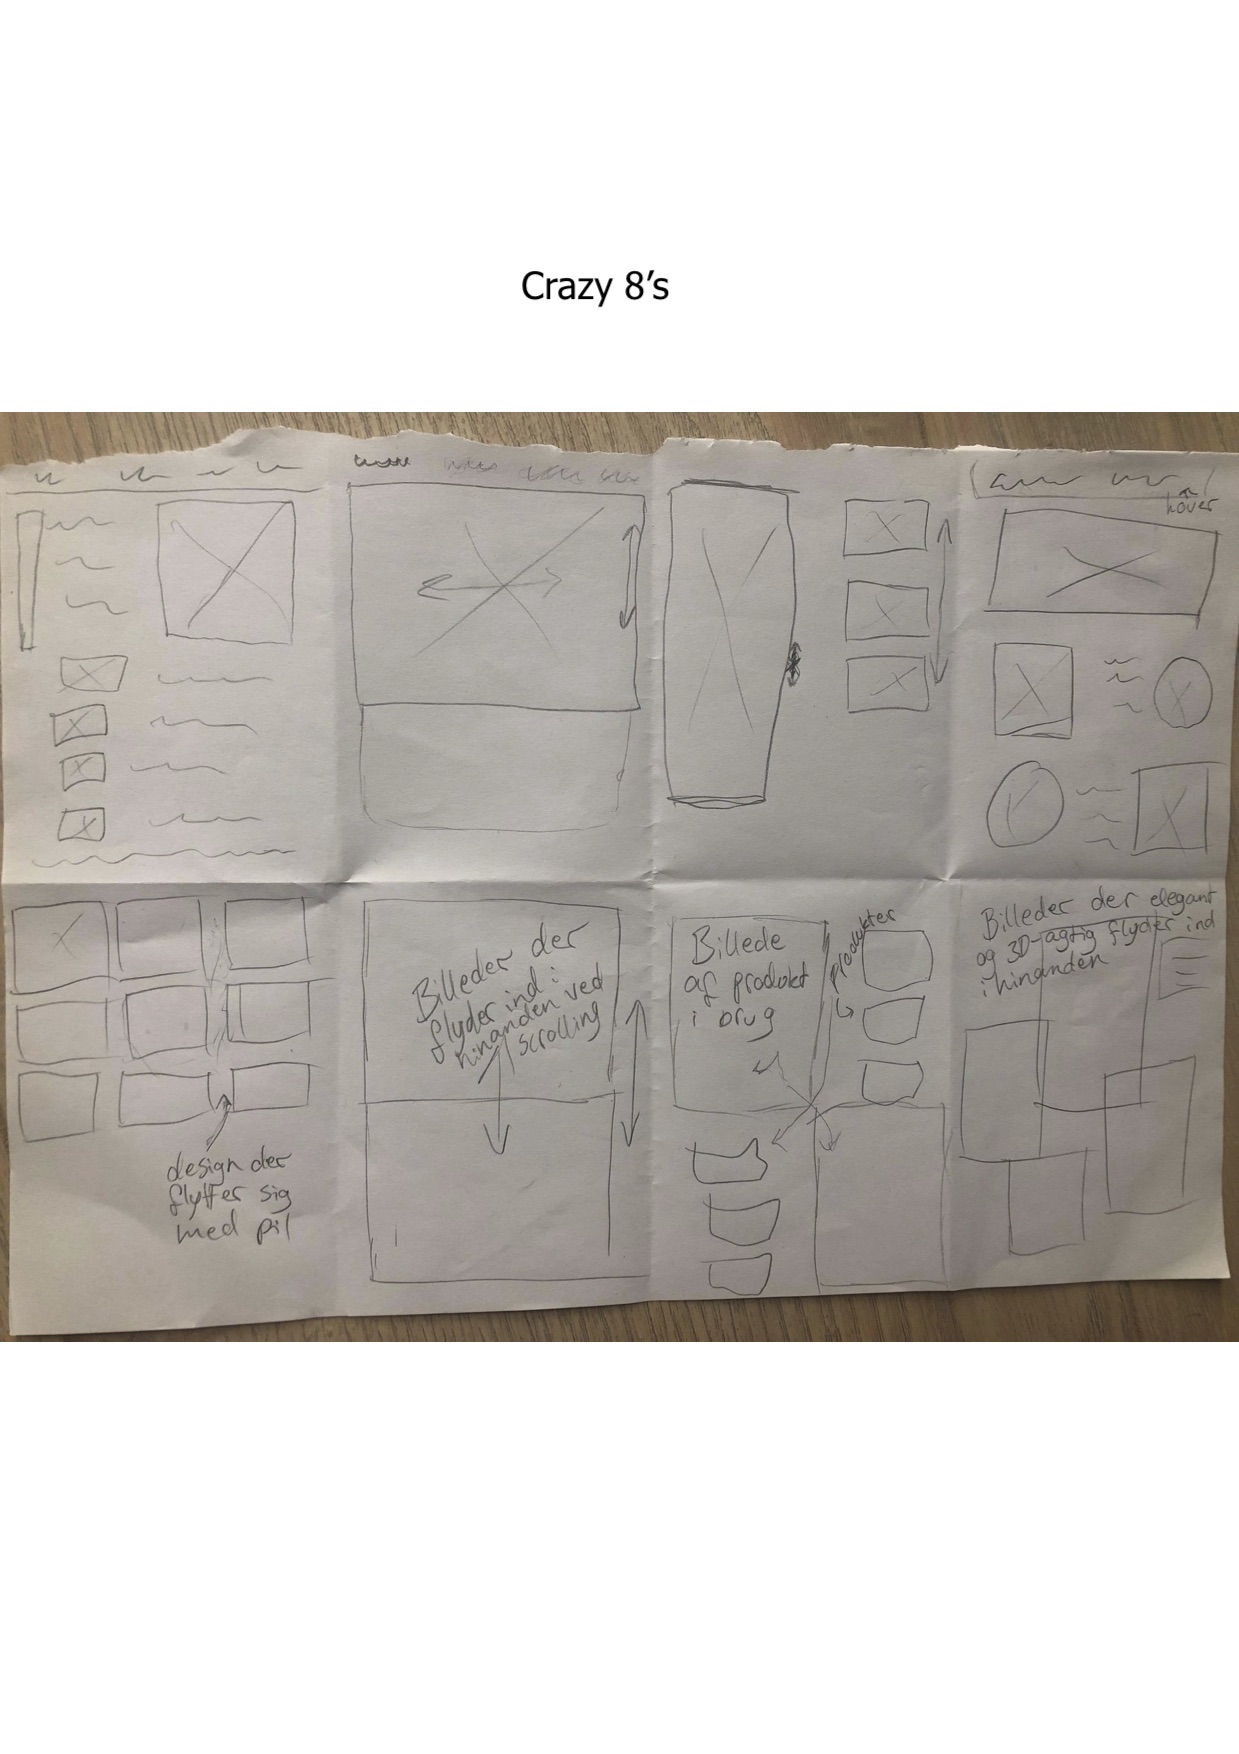 Crazy 8's
hover
design der
flytter sig
med pil
Billeder der
flyder ind i
hinanden ved
scrolling
Billede
af produkt
i brug
produkter
Billeder der elegant
og 3D-agtig flyder ind
i hinanden